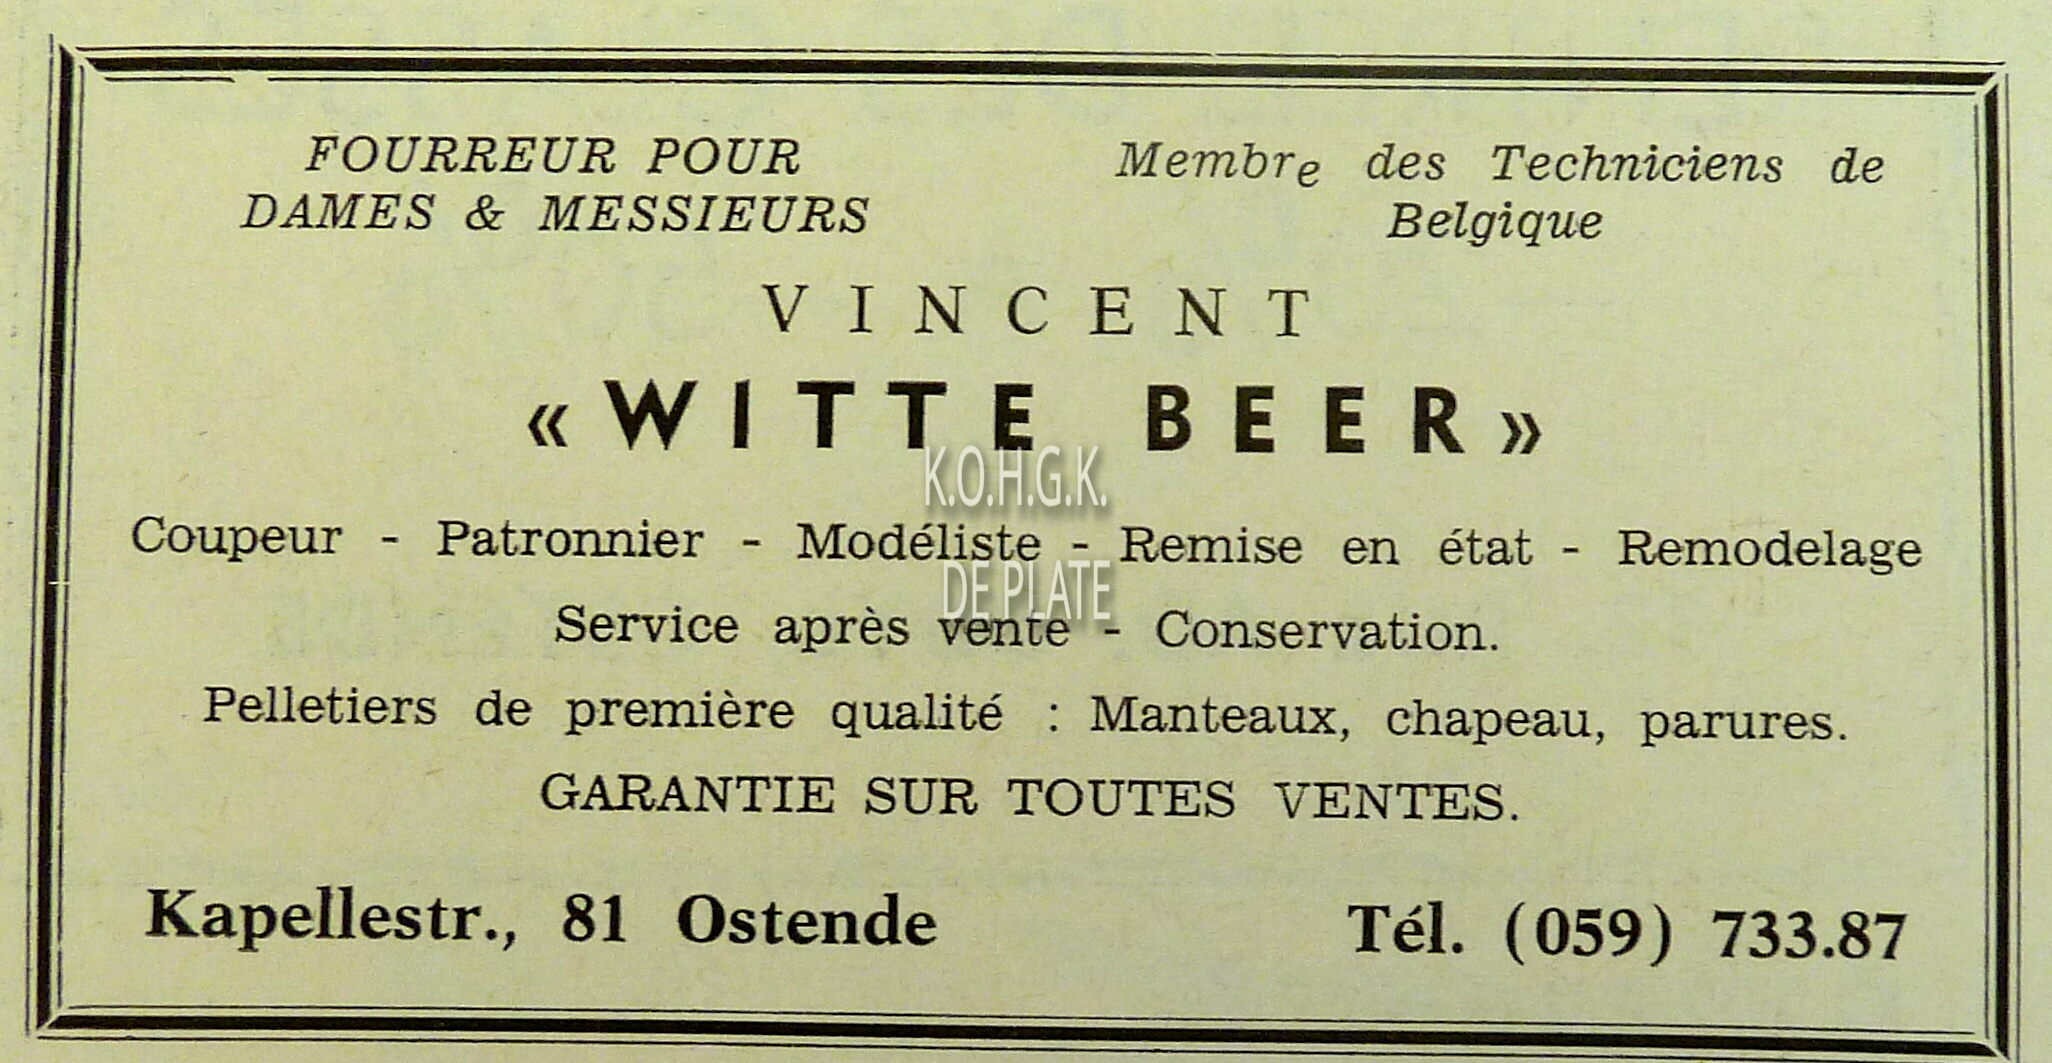 FOURREUR POUR
DAMES & MESSIEURS
Membre des Techniciens de
Belgique
VINCENT
«WITTE BEER»
K.O.H.G.K.
DE PLATE
Coupeur - Patronnier - Modéliste - Remise en état - Remodelage
Service après vente - Conservation.
Pelletiers de première qualité : Manteaux, chapeau, parures.
GARANTIE SUR TOUTES VENTES.
Kapellestr., 81 Ostende
Tél. (059) 733.87